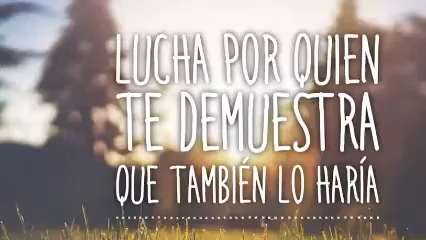 LUCHA POR QUIEN
TE DEMUESTRA
QUE TAMBIÉN LO HARÍA